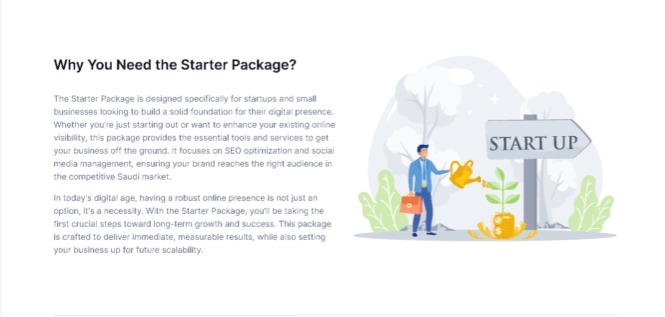 Why You Need the Starter Package?
The Starter Package is designed specifically for startups and small
businesses looking to build a solid foundation for their digital presence.
Whether you're just starting out or want to enhance your existing online
visibility, this package provides the essential tools and services to get
your business off the ground. It focuses on SEO optimization and social
media management, ensuring your brand reaches the right audience in
the competitive Saudi market.
In today's digital age, having a robust online presence is not just an
option, it's a necessity. With the Starter Package, you'll be taking the
first crucial steps toward long-term growth and success. This package
is crafted to deliver immediate, measurable results, while also setting
your business up for future scalability.
START UP